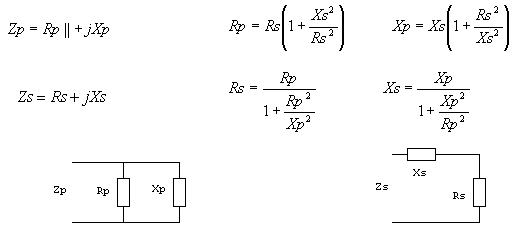 Zp = Rp || + jXp
Rp = Rs(1 + Xs²/Rs²)
Xp = Xs(1 + Rs²/Xs²)
Zs = Rs + jXs
Rs = Rp/(1 + Rp²/Xp²)
Xs = Xp/(1 + Xp²/Rp²)
Zp
Rp
Xp
Xs
Zs
Rs